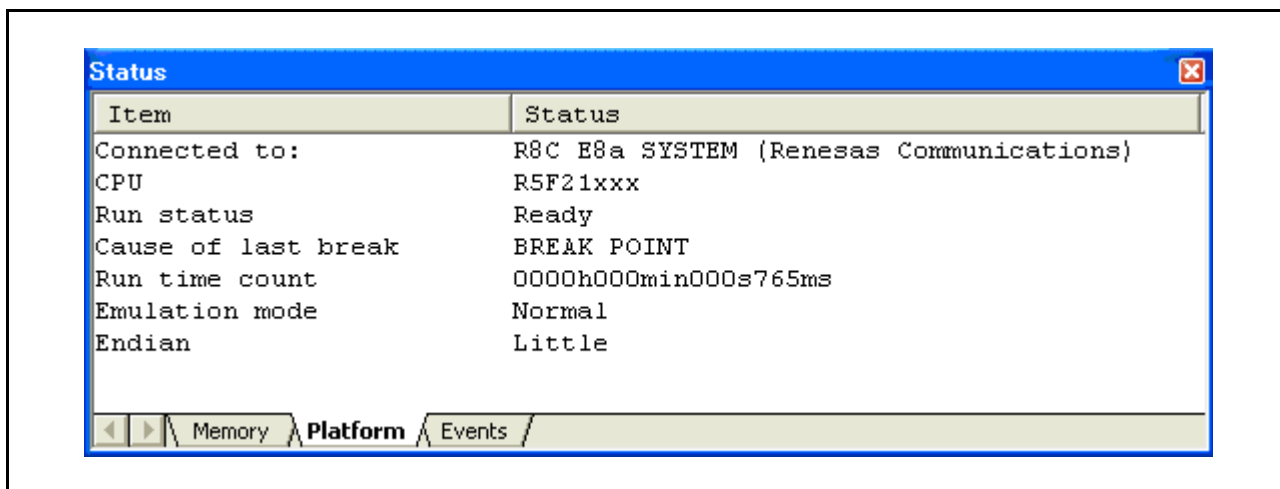 Status
Item Status
Connected to: R8C E8a SYSTEM (Renesas Communications)
CPU R5F21xxx
Run status Ready
Cause of last break BREAK POINT
Run time count 0000h000min000s765ms
Emulation mode Normal
Endian Little
Memory Platform Events